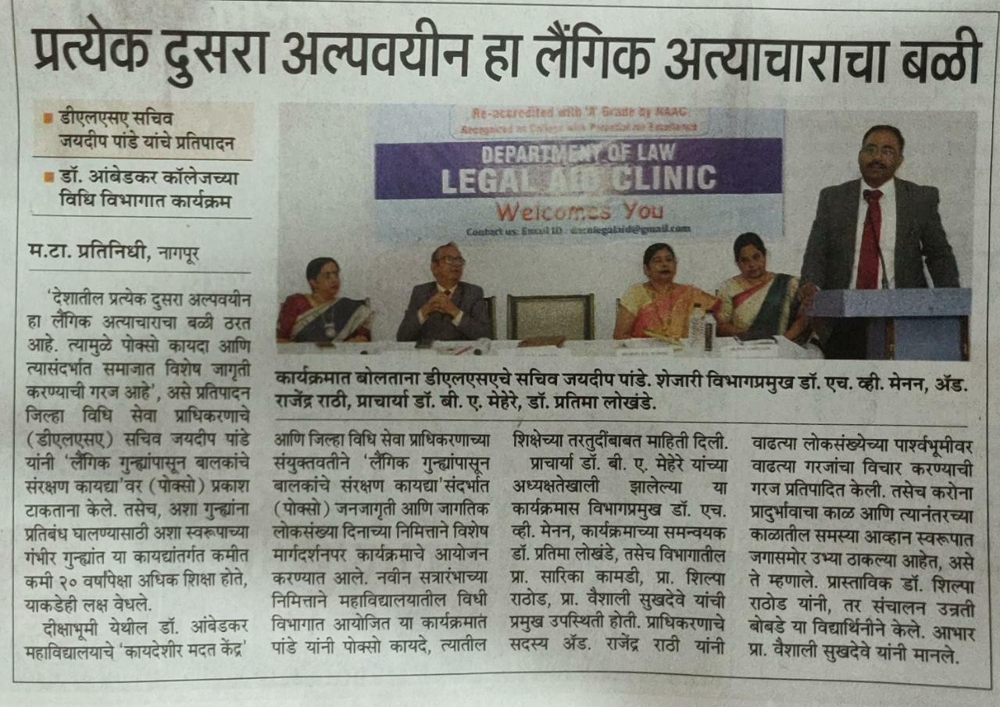 प्रत्येक दुसरा अल्पवयीन हा लैंगिक अत्याचाराचा बळी
डीएलएसए सचिव
जयदीप पांडे यांचे प्रतिपादन
डॉ. आंबेडकर कॉलेजच्या
विधि विभागात कार्यक्रम
म.टा. प्रतिनिधी, नागपूर
'देशातील प्रत्येक दुसरा अल्पवयीन
हा लैंगिक अत्याचाराचा बळी ठरत
आहे. त्यामुळे पोक्सो कायदा आणि
त्यासंदर्भात समाजात विशेष जागृती
करण्याची गरज आहे', असे प्रतिपादन
जिल्हा विधि सेवा प्राधिकरणाचे
(डीएलएसए) सचिव जयदीप पांडे
यांनी 'लैंगिक गुन्ह्यांपासून बालकांचे
संरक्षण कायद्या'वर (पोक्सो) प्रकाश
टाकताना केले. तसेच, अशा गुन्ह्यांना
प्रतिबंध घालण्यासाठी अशा स्वरूपाच्या
गंभीर गुन्ह्यांत या कायद्यांतर्गत कमीत
कमी २० वर्षांपेक्षा अधिक शिक्षा होते,
याकडेही लक्ष वेधले.
दीक्षाभूमी येथील डॉ. आंबेडकर
महाविद्यालयाचे 'कायदेशीर मदत केंद्र'
Re-accredited with 'A' Grade by NAAC
Recognized as College with Potential for Excellence
DEPARTMENT OF LAW
LEGAL AID CLINIC
Welcomes You
Contact us: Email ID : dacnlegalaid@gmail.com
कार्यक्रमात बोलताना डीएलएसएचे सचिव जयदीप पांडे. शेजारी विभागप्रमुख डॉ. एच. व्ही. मेनन, ॲड.
राजेंद्र राठी, प्राचार्या डॉ. बी. ए. मेहेरे, डॉ. प्रतिमा लोखंडे.
आणि जिल्हा विधि सेवा प्राधिकरणाच्या
संयुक्तवतीने 'लैंगिक गुन्ह्यांपासून
बालकांचे संरक्षण कायद्या'संदर्भात
(पोक्सो) जनजागृती आणि जागतिक
लोकसंख्या दिनाच्या निमित्ताने विशेष
मार्गदर्शनपर कार्यक्रमाचे आयोजन
करण्यात आले. नवीन सत्रारंभाच्या
निमित्ताने महाविद्यालयातील विधी
विभागात आयोजित या कार्यक्रमात
पांडे यांनी पोक्सो कायदे, त्यातील
शिक्षेच्या तरतुदींबाबत माहिती दिली.
प्राचार्या डॉ. बी. ए. मेहेरे यांच्या
अध्यक्षतेखाली झालेल्या या
कार्यक्रमास विभागप्रमुख डॉ. एच.
व्ही. मेनन, कार्यक्रमाच्या समन्वयक
डॉ. प्रतिमा लोखंडे, तसेच विभागातील
प्रा. सारिका कामडी, प्रा. शिल्पा
राठोड, प्रा. वैशाली सुखदेवे यांची
प्रमुख उपस्थिती होती. प्राधिकरणाचे
सदस्य ॲड. राजेंद्र राठी यांनी
वाढत्या लोकसंख्येच्या पार्श्वभूमीवर
वाढत्या गरजांचा विचार करण्याची
गरज प्रतिपादित केली. तसेच करोना
प्रादुर्भावाचा काळ आणि त्यानंतरच्या
काळातील समस्या आव्हान स्वरूपात
जगासमोर उभ्या ठाकल्या आहेत, असे
ते म्हणाले. प्रास्ताविक डॉ. शिल्पा
राठोड यांनी, तर संचालन उन्नती
बोबडे या विद्यार्थिनीने केले. आभार
प्रा. वैशाली सुखदेवे यांनी मानले.